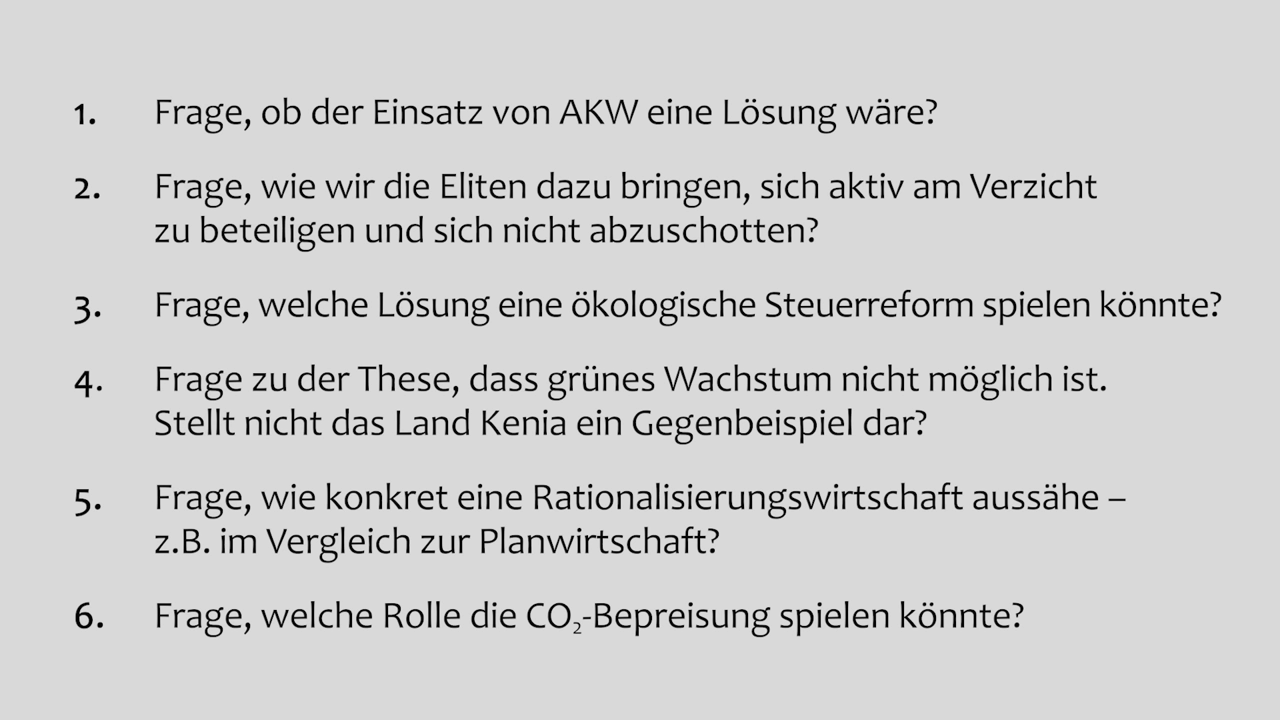 1. Frage, ob der Einsatz von AKW eine Lösung wäre?
2. Frage, wie wir die Eliten dazu bringen, sich aktiv am Verzicht
zu beteiligen und sich nicht abzuschotten?
3. Frage, welche Lösung eine ökologische Steuerreform spielen könnte?
4. Frage zu der These, dass grünes Wachstum nicht möglich ist.
Stellt nicht das Land Kenia ein Gegenbeispiel dar?
5. Frage, wie konkret eine Rationalisierungswirtschaft aussähe –
z.B. im Vergleich zur Planwirtschaft?
6. Frage, welche Rolle die CO₂-Bepreisung spielen könnte?